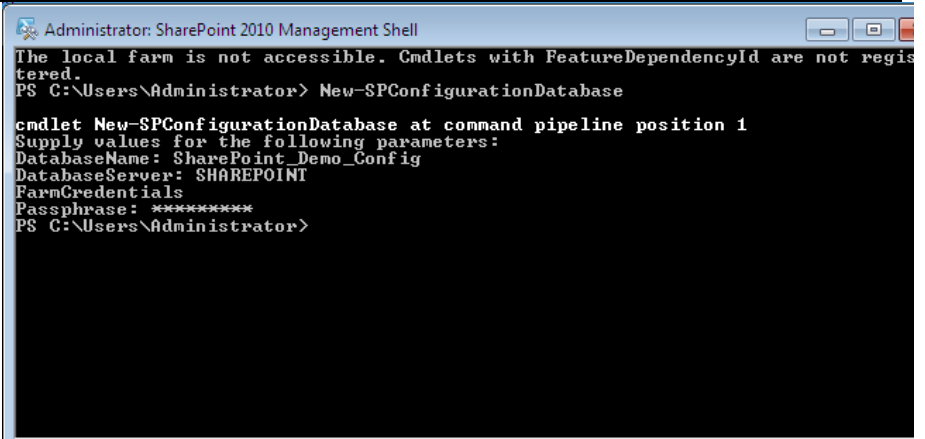 Administrator: SharePoint 2010 Management Shell
The local farm is not accessible. Cmdlets with FeatureDependencyId are not regis
tered.
PS C:\Users\Administrator> New-SPConfigurationDatabase
cmdlet New-SPConfigurationDatabase at command pipeline position 1
Supply values for the following parameters:
DatabaseName: SharePoint_Demo_Config
DatabaseServer: SHAREPOINT
FarmCredentials
Passphrase: *********
PS C:\Users\Administrator>